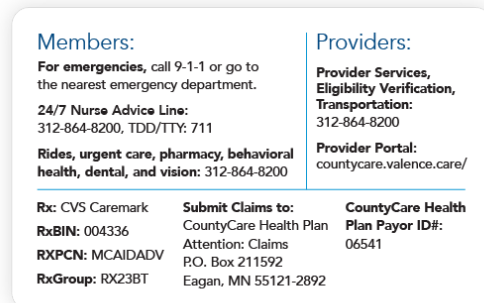 Members:
For emergencies, call 9-1-1 or go to
the nearest emergency department.
24/7 Nurse Advice Line:
312-864-8200, TDD/TTY: 711
Rides, urgent care, pharmacy, behavioral
health, dental, and vision: 312-864-8200
Providers:
Provider Services,
Eligibility Verification,
Transportation:
312-864-8200
Provider Portal:
countycare.valence.care/
Rx: CVS Caremark
RxBIN: 004336
RXPCN: MCAIDADV
RxGroup: RX23BT
Submit Claims to:
CountyCare Health Plan
Attention: Claims
P.O. Box 211592
Eagan, MN 55121-2892
CountyCare Health
Plan Payor ID#:
06541